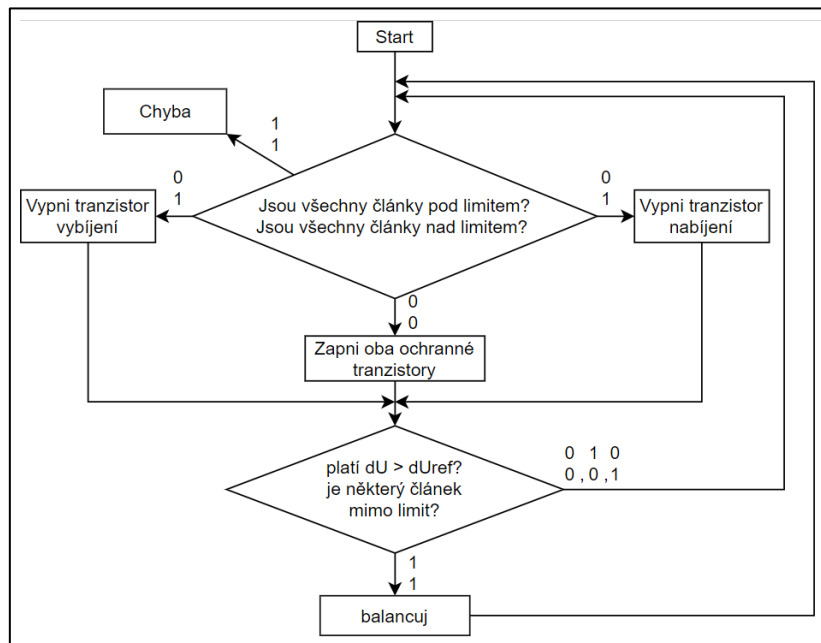 Start
Chyba
1
1
0
1
0
1
Vypni tranzistor
vybíjení
Jsou všechny články pod limitem?
Jsou všechny články nad limitem?
Vypni tranzistor
nabíjení
0
0
Zapni oba ochranné
tranzistory
platí dU > dUref?
je některý článek
mimo limit?
0 1 0
0 ,0 ,1
1
1
balancuj